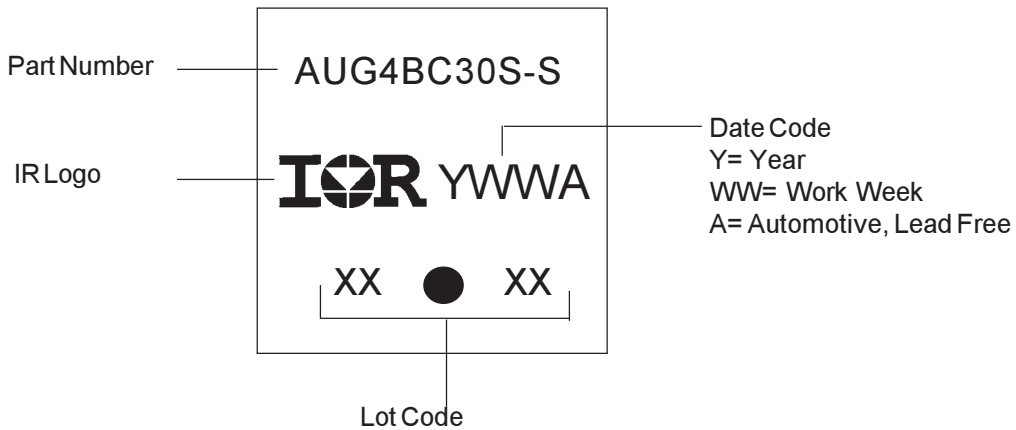 Part Number
AUG4BC30S-S
IR Logo
IOR YWWA
Date Code
Y= Year
WW= Work Week
A= Automotive, Lead Free
XX XX
Lot Code